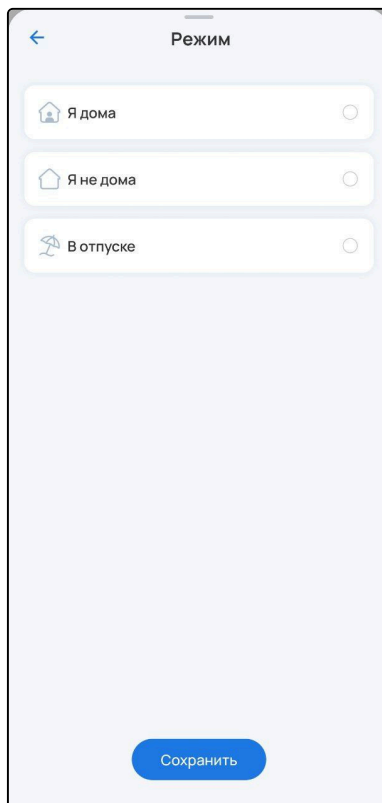 Режим
Я дома
Я не дома
В отпуске
Сохранить